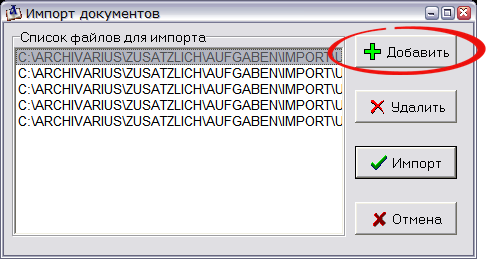 Импорт документов
Список файлов для импорта
C:\ARCHIVARIUS\ZUSATZLICH\AUFGABEN\IMPORT\U
C:\ARCHIVARIUS\ZUSATZLICH\AUFGABEN\IMPORT\U
C:\ARCHIVARIUS\ZUSATZLICH\AUFGABEN\IMPORT\U
C:\ARCHIVARIUS\ZUSATZLICH\AUFGABEN\IMPORT\U
C:\ARCHIVARIUS\ZUSATZLICH\AUFGABEN\IMPORT\U
Добавить
Удалить
Импорт
Отмена